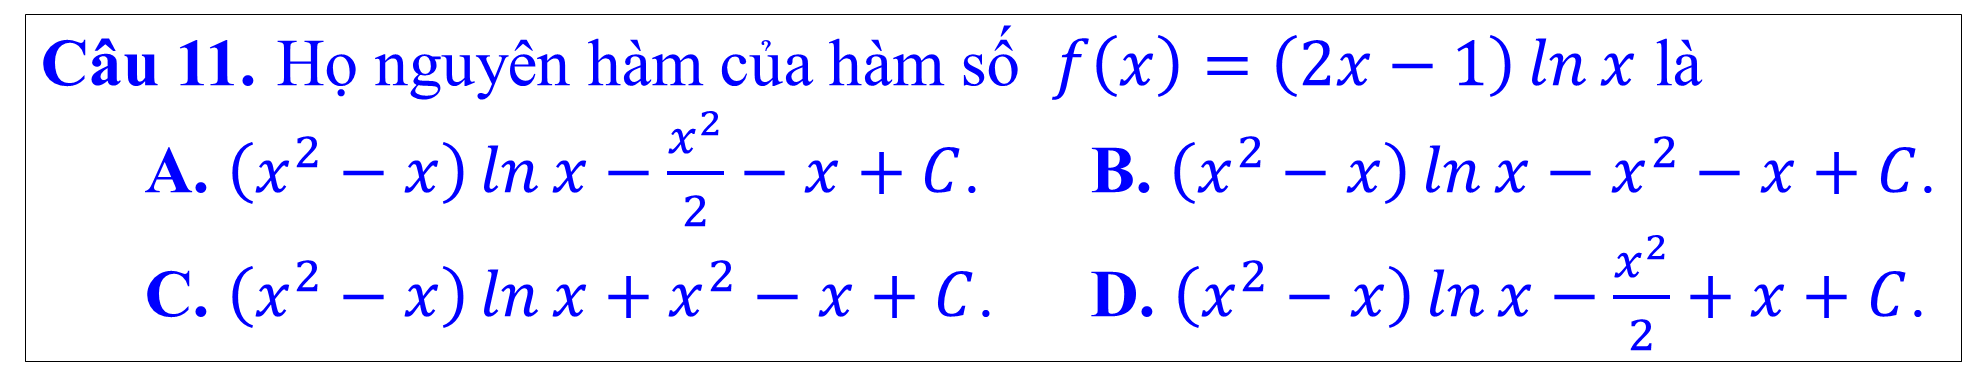 Câu 11. Họ nguyên hàm của hàm số f(x) = (2x − 1) ln x là
A. (x² − x) ln x − x²/2 − x + C. B. (x² − x) ln x − x² − x + C.
C. (x² − x) ln x + x² − x + C. D. (x² − x) ln x − x²/2 + x + C.